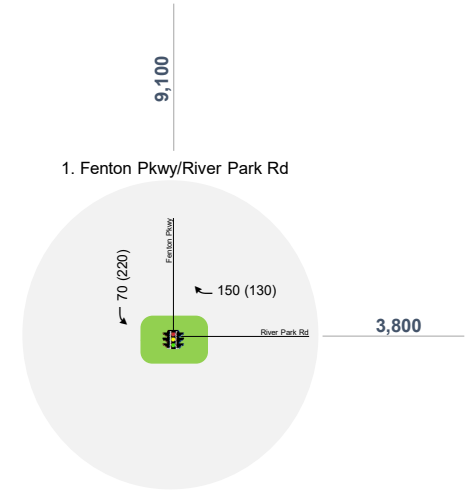 9,100
1. Fenton Pkwy/River Park Rd
Fenton Pkwy
70 (220)
150 (130)
River Park Rd
3,800